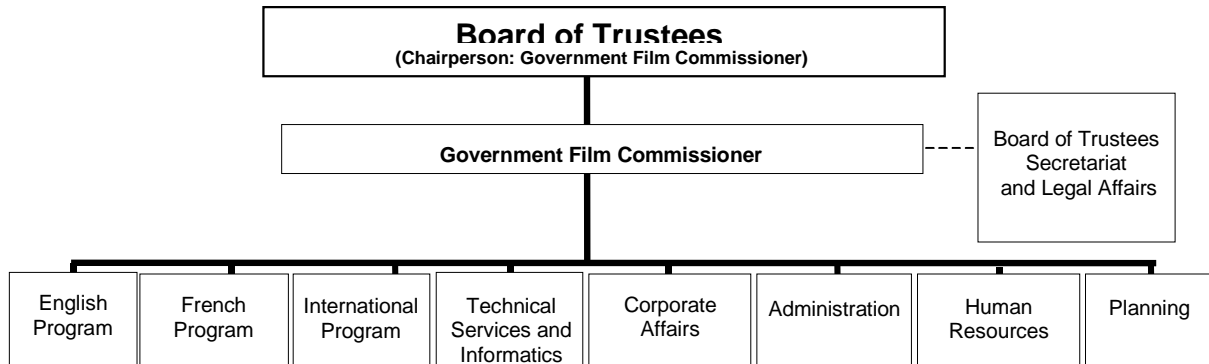 Board of Trustees
(Chairperson: Government Film Commissioner)
Government Film Commissioner
Board of Trustees
Secretariat
and Legal Affairs
English
Program
French
Program
International
Program
Technical
Services and
Informatics
Corporate
Affairs
Administration
Human
Resources
Planning